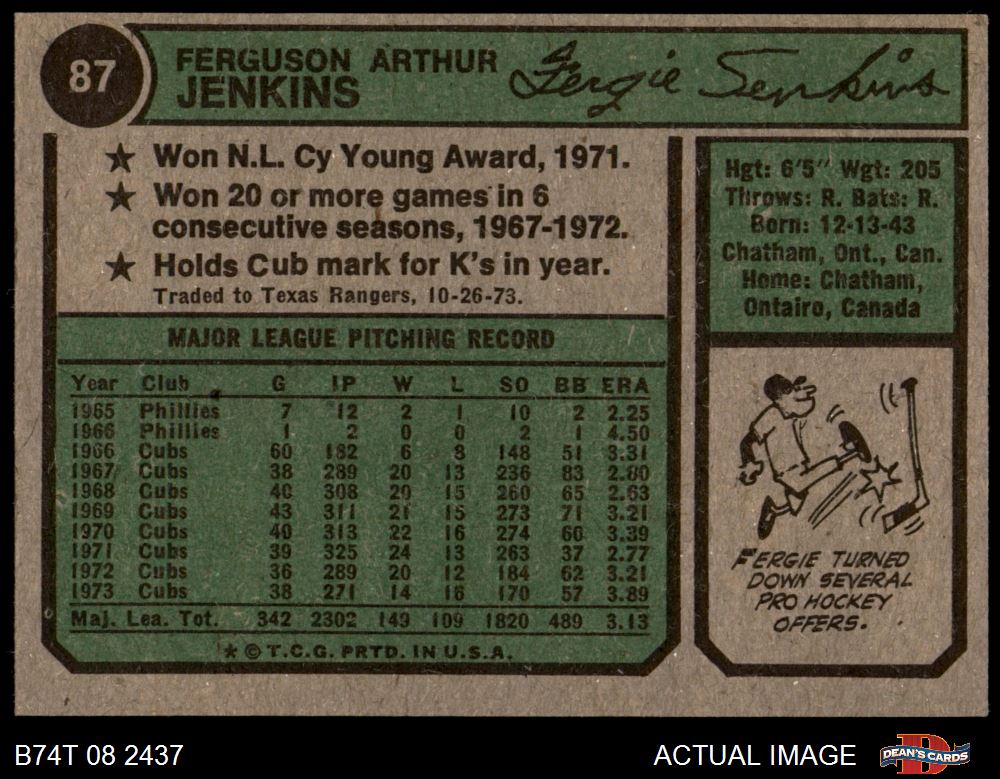 87
FERGUSON ARTHUR
JENKINS
Fergie Jenkins
★ Won N.L. Cy Young Award, 1971.
★ Won 20 or more games in 6
consecutive seasons, 1967-1972.
★ Holds Cub mark for K's in year.
Traded to Texas Rangers, 10-26-73.
Hgt: 6'5" Wgt: 205
Throws: R. Bats: R.
Born: 12-13-43
Chatham, Ont., Can.
Home: Chatham,
Ontairo, Canada
MAJOR LEAGUE PITCHING RECORD
Year Club G IP W L SO BB ERA
1965 Phillies 7 12 2 1 10 2 2.25
1966 Phillies 1 2 0 0 2 1 4.50
1966 Cubs 60 182 6 8 148 51 3.31
1967 Cubs 38 289 20 13 236 83 2.80
1968 Cubs 40 308 20 15 260 65 2.63
1969 Cubs 43 311 21 15 273 71 3.21
1970 Cubs 40 313 22 16 274 60 3.39
1971 Cubs 39 325 24 13 263 37 2.77
1972 Cubs 36 289 20 12 184 62 3.21
1973 Cubs 38 271 14 16 170 57 3.89
Maj. Lea. Tot. 342 2302 149 109 1820 489 3.13
★ © T.C.G. PRTD. IN U.S.A.
FERGIE TURNED
DOWN SEVERAL
PRO HOCKEY
OFFERS.
B74T 08 2437
ACTUAL IMAGE
DEAN'S CARDS